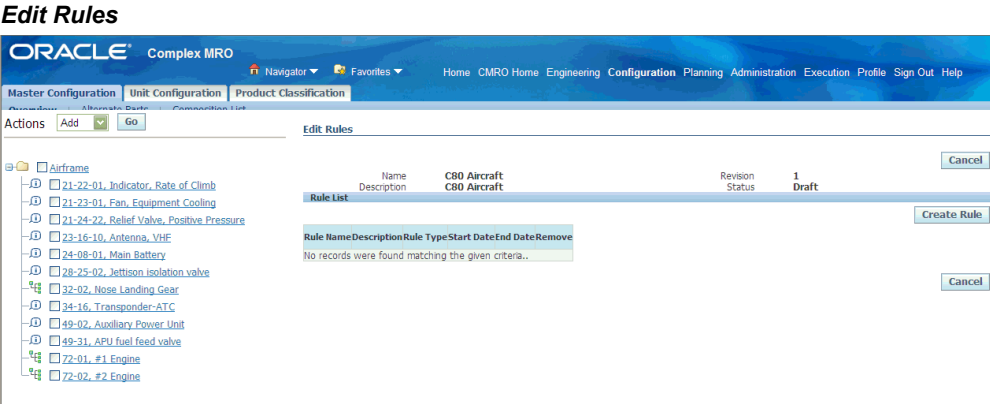 Edit Rules
ORACLE® Complex MRO
Navigator Favorites Home CMRO Home Engineering Configuration Planning Administration Execution Profile Sign Out Help
Master Configuration Unit Configuration Product Classification
Overview Alternate Parts Composition List
Actions Add Go
Edit Rules
Cancel
Name C80 Aircraft Revision 1
Description C80 Aircraft Status Draft
Rule List
Create Rule
Rule Name Description Rule Type Start Date End Date Remove
No records were found matching the given criteria..
Cancel
Airframe
21-22-01, Indicator, Rate of Climb
21-23-01, Fan, Equipment Cooling
21-24-22, Relief Valve, Positive Pressure
23-16-10, Antenna, VHF
24-08-01, Main Battery
28-25-02, Jettison isolation valve
32-02, Nose Landing Gear
34-16, Transponder-ATC
49-02, Auxiliary Power Unit
49-31, APU fuel feed valve
72-01, #1 Engine
72-02, #2 Engine